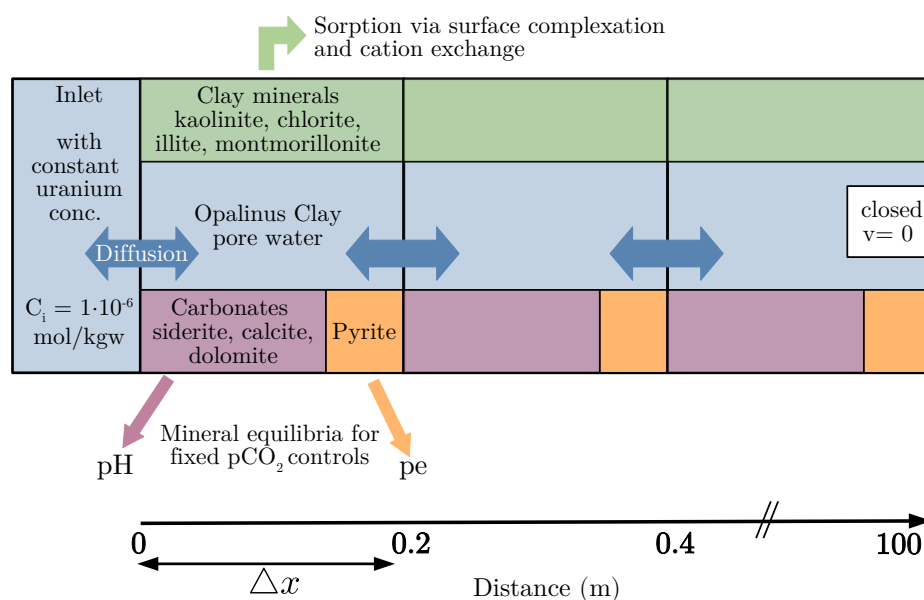 Sorption via surface complexation
and cation exchange
Inlet
with
constant
uranium
conc.
C_i = 1·10^-6
mol/kgw
Clay minerals
kaolinite, chlorite,
illite, montmorillonite
Opalinus Clay
pore water
Diffusion
closed
v= 0
Carbonates
siderite, calcite,
dolomite
Pyrite
Mineral equilibria for
fixed pCO₂ controls
pH
pe
0
0.2
0.4
100
△x
Distance (m)